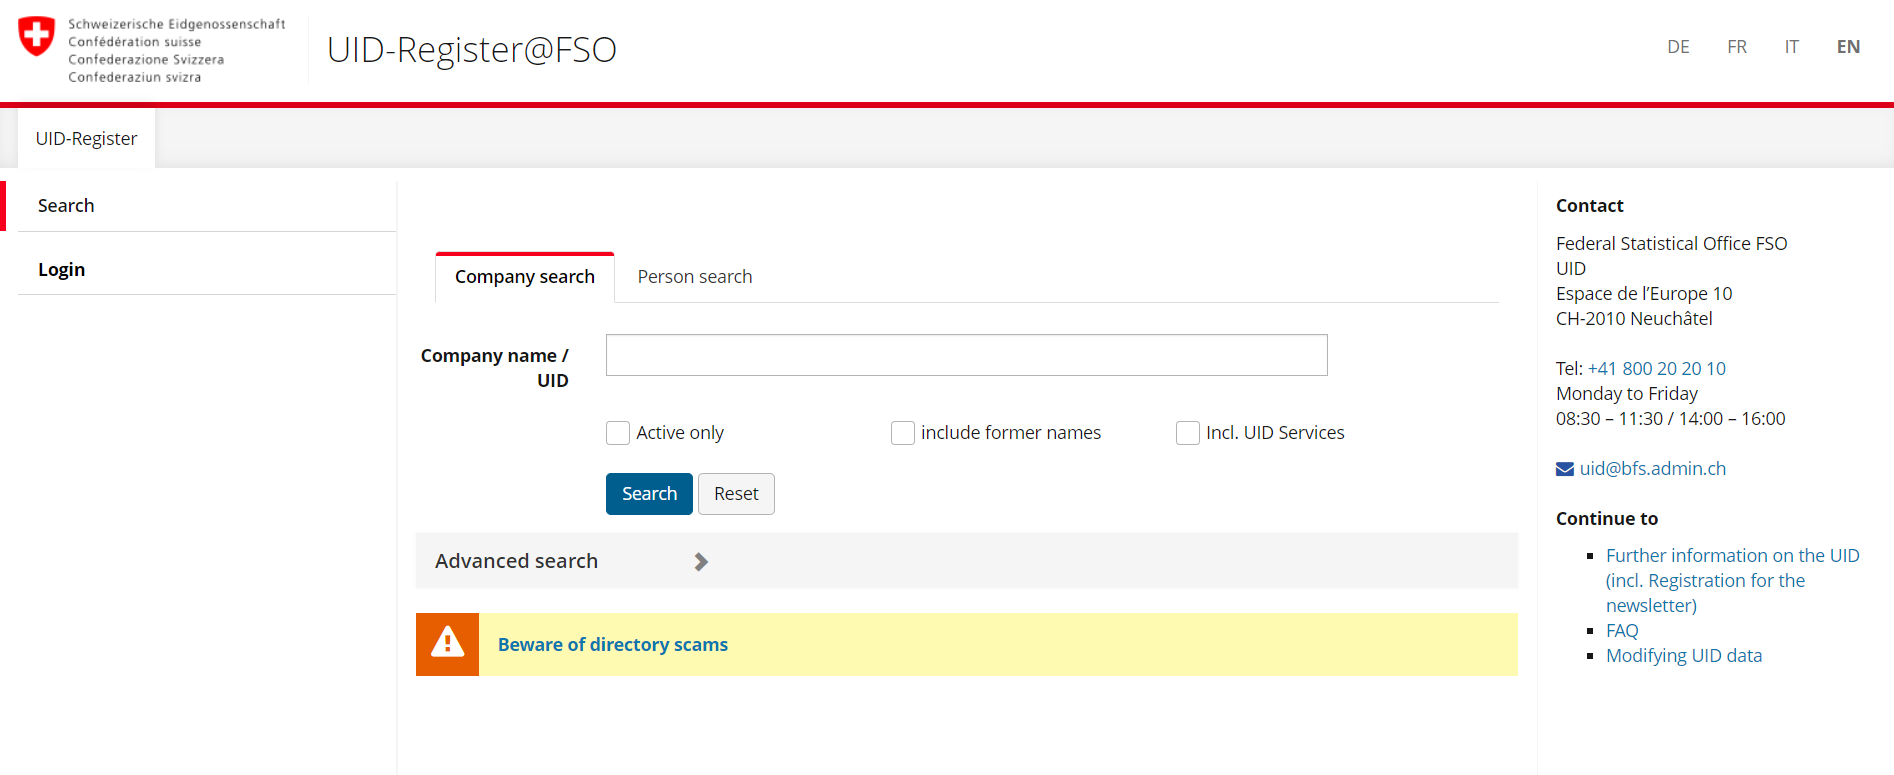 Schweizerische Eidgenossenschaft
Confédération suisse
Confederazione Svizzera
Confederaziun svizra
UID-Register@FSO
DE FR IT EN
UID-Register
Search
Login
Company search Person search
Company name /
UID
Active only include former names Incl. UID Services
Search Reset
Advanced search
Beware of directory scams
Contact
Federal Statistical Office FSO
UID
Espace de l’Europe 10
CH-2010 Neuchâtel
Tel: +41 800 20 20 10
Monday to Friday
08:30 – 11:30 / 14:00 – 16:00
uid@bfs.admin.ch
Continue to
Further information on the UID
(incl. Registration for the
newsletter)
FAQ
Modifying UID data